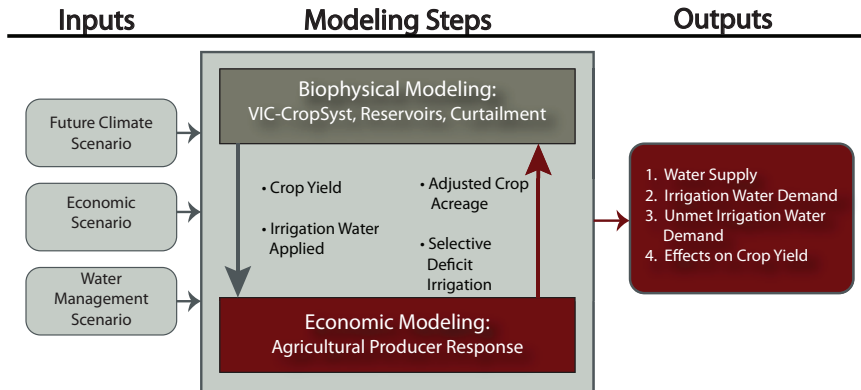 Inputs
Modeling Steps
Outputs
Future Climate
Scenario
Economic
Scenario
Water
Management
Scenario
Biophysical Modeling:
VIC-CropSyst, Reservoirs, Curtailment
• Crop Yield
• Irrigation Water
Applied
• Adjusted Crop
Acreage
• Selective
Deficit
Irrigation
Economic Modeling:
Agricultural Producer Response
1. Water Supply
2. Irrigation Water Demand
3. Unmet Irrigation Water
Demand
4. Effects on Crop Yield